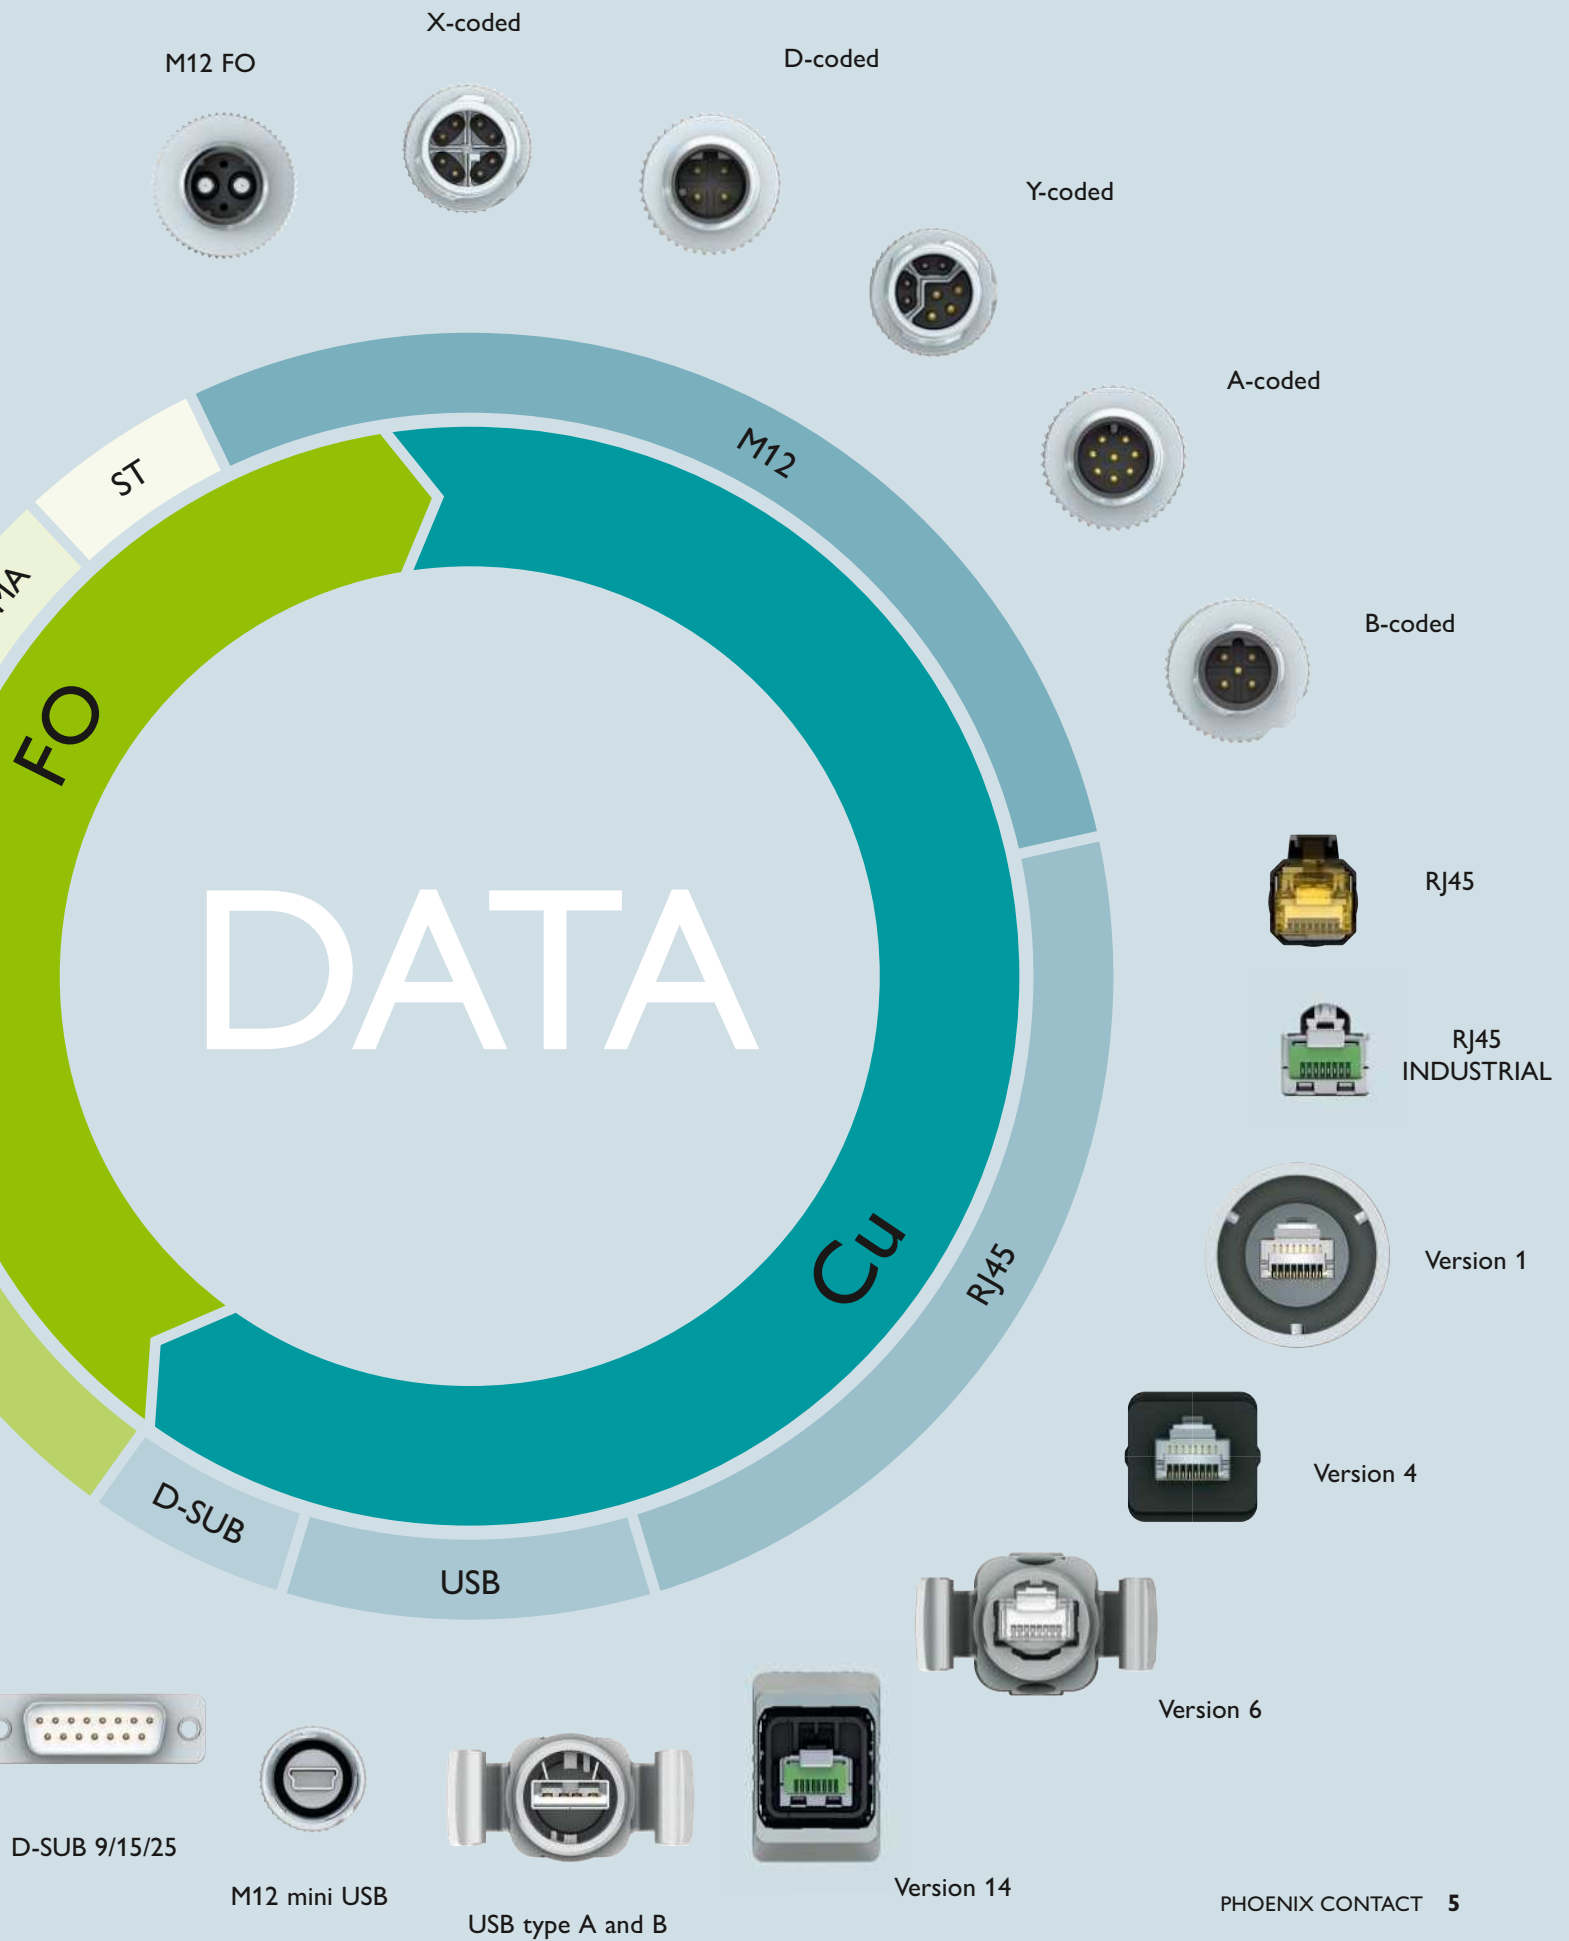 X-coded
M12 FO
D-coded
Y-coded
A-coded
M12
ST
MA
B-coded
FO
RJ45
DATA
RJ45
INDUSTRIAL
Cu
RJ45
Version 1
Version 4
D-SUB
USB
Version 6
D-SUB 9/15/25
M12 mini USB
Version 14
USB type A and B
PHOENIX CONTACT 5